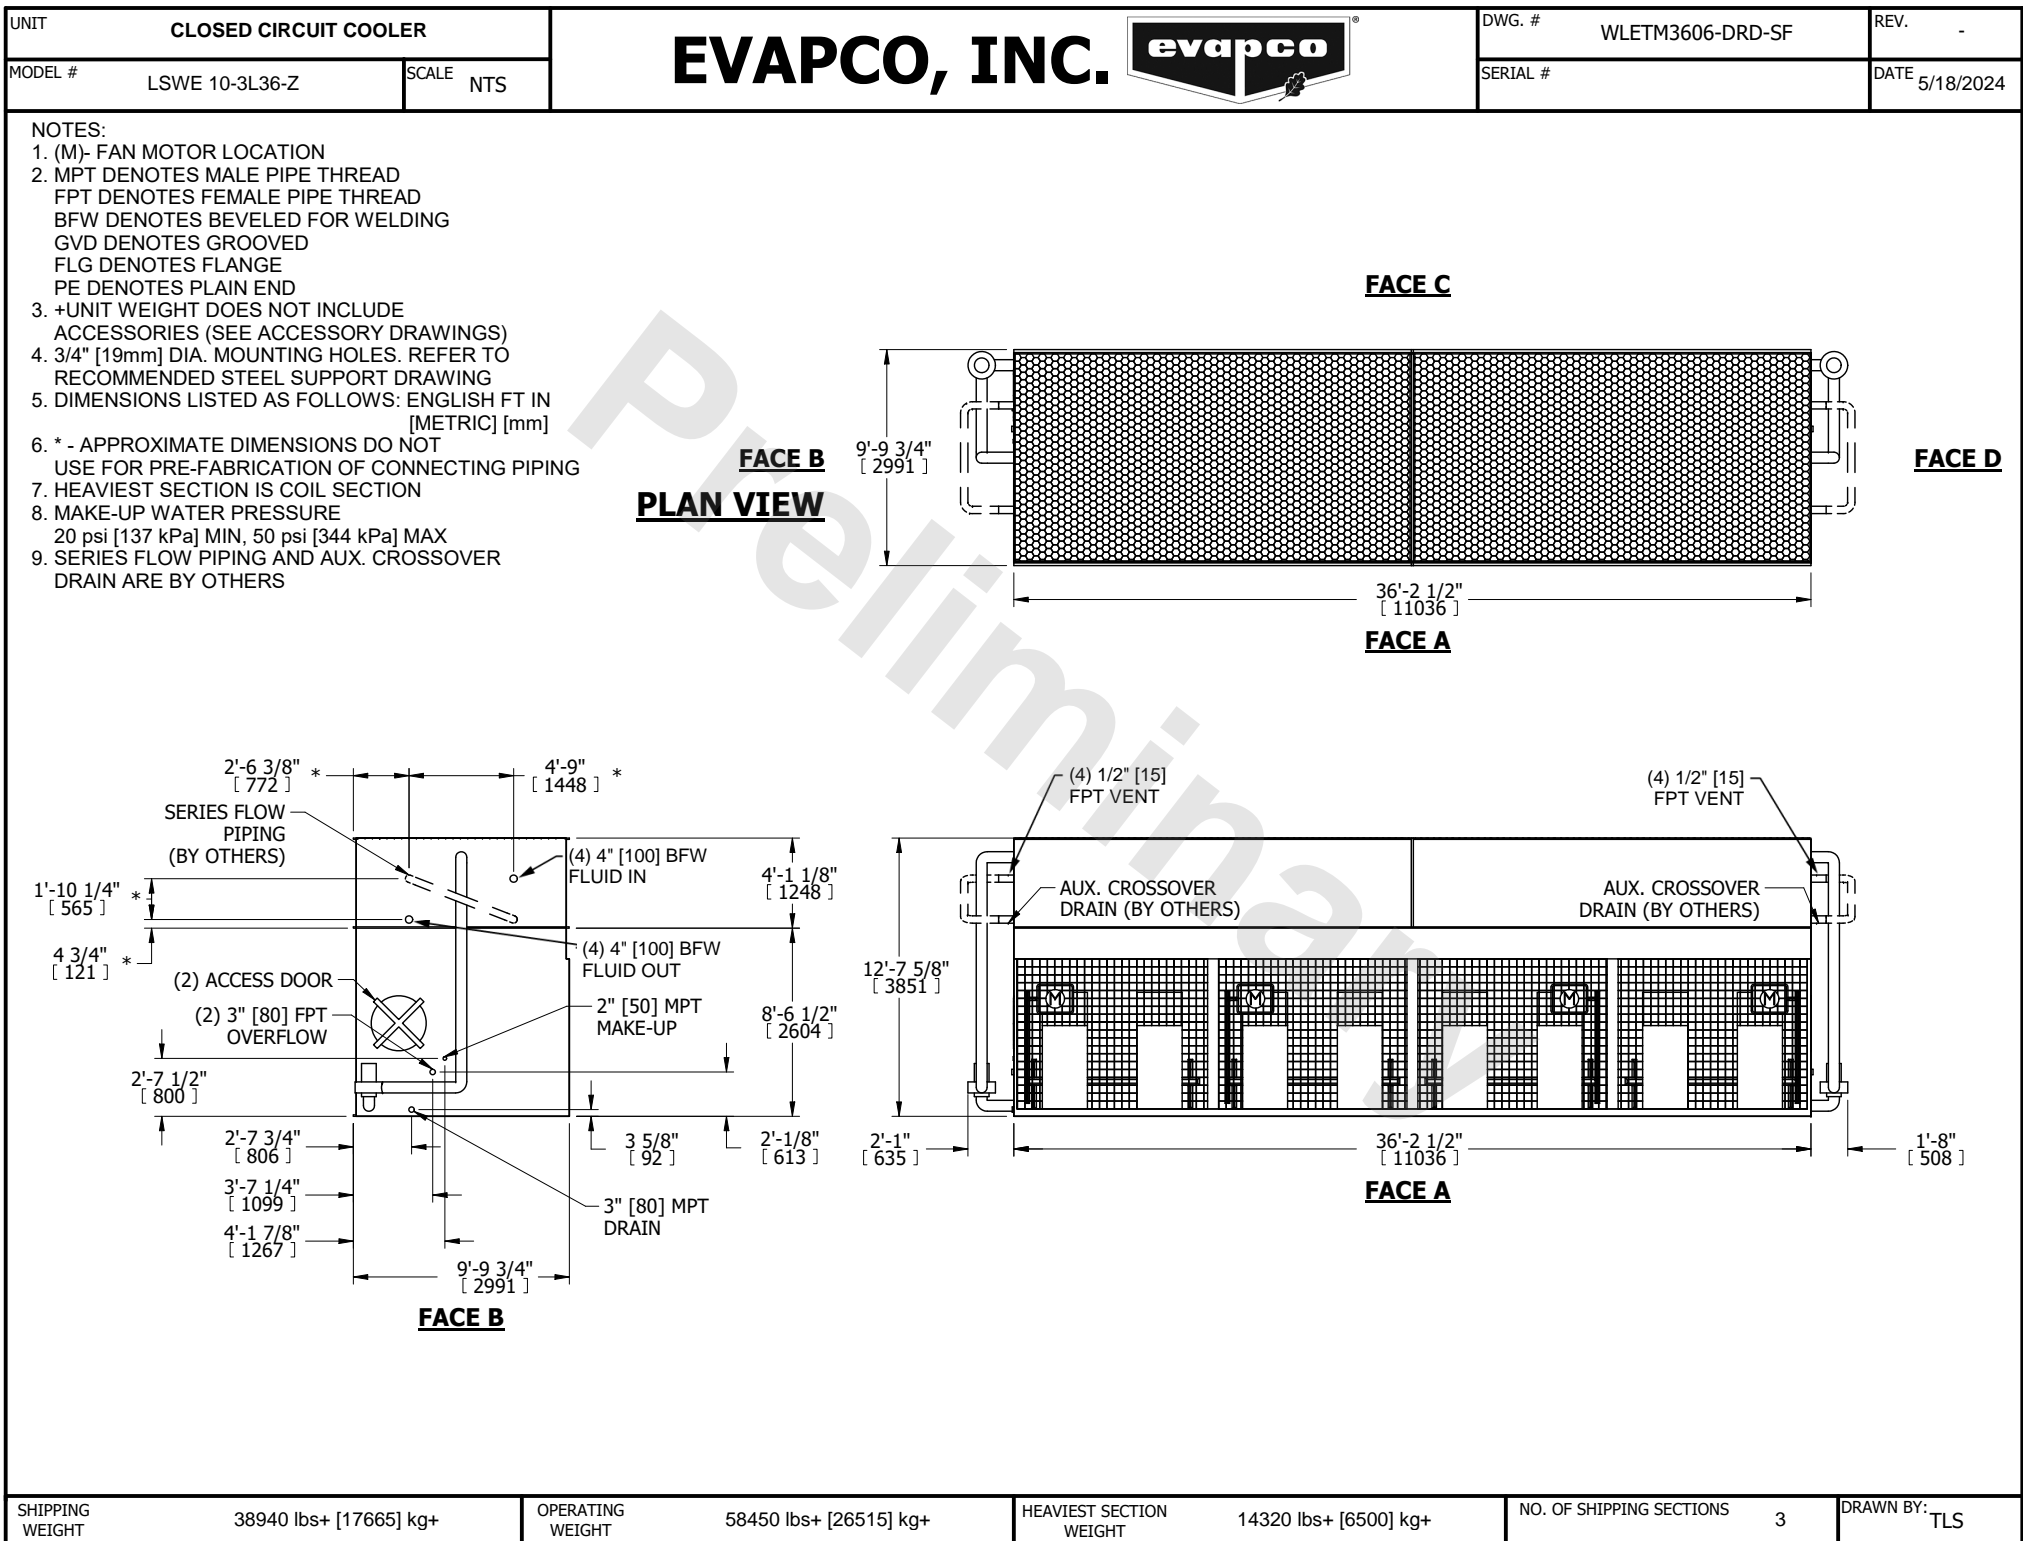 UNIT
CLOSED CIRCUIT COOLER
MODEL #
LSWE 10-3L36-Z
SCALE
NTS
EVAPCO, INC.
evapco
®
DWG. #
WLETM3606-DRD-SF
REV.
-
SERIAL #
DATE
5/18/2024
NOTES:
1. (M)- FAN MOTOR LOCATION
2. MPT DENOTES MALE PIPE THREAD
FPT DENOTES FEMALE PIPE THREAD
BFW DENOTES BEVELED FOR WELDING
GVD DENOTES GROOVED
FLG DENOTES FLANGE
PE DENOTES PLAIN END
3. +UNIT WEIGHT DOES NOT INCLUDE
ACCESSORIES (SEE ACCESSORY DRAWINGS)
4. 3/4" [19mm] DIA. MOUNTING HOLES. REFER TO
RECOMMENDED STEEL SUPPORT DRAWING
5. DIMENSIONS LISTED AS FOLLOWS: ENGLISH FT IN
[METRIC] [mm]
6. * - APPROXIMATE DIMENSIONS DO NOT
USE FOR PRE-FABRICATION OF CONNECTING PIPING
7. HEAVIEST SECTION IS COIL SECTION
8. MAKE-UP WATER PRESSURE
20 psi [137 kPa] MIN, 50 psi [344 kPa] MAX
9. SERIES FLOW PIPING AND AUX. CROSSOVER
DRAIN ARE BY OTHERS
Preliminary
FACE C
FACE B
PLAN VIEW
9'-9 3/4"
[ 2991 ]
FACE D
36'-2 1/2"
[ 11036 ]
FACE A
2'-6 3/8" *
[ 772 ]
4'-9" *
[ 1448 ]
SERIES FLOW
PIPING
(BY OTHERS)
(4) 4" [100] BFW
FLUID IN
4'-1 1/8"
[ 1248 ]
1'-10 1/4" *
[ 565 ]
4 3/4" *
[ 121 ]
(4) 4" [100] BFW
FLUID OUT
(2) ACCESS DOOR
(2) 3" [80] FPT
OVERFLOW
2" [50] MPT
MAKE-UP
8'-6 1/2"
[ 2604 ]
2'-7 1/2"
[ 800 ]
2'-7 3/4"
[ 806 ]
3 5/8"
[ 92 ]
2'-1/8"
[ 613 ]
3'-7 1/4"
[ 1099 ]
3" [80] MPT
DRAIN
4'-1 7/8"
[ 1267 ]
9'-9 3/4"
[ 2991 ]
FACE B
(4) 1/2" [15]
FPT VENT
(4) 1/2" [15]
FPT VENT
AUX. CROSSOVER
DRAIN (BY OTHERS)
AUX. CROSSOVER
DRAIN (BY OTHERS)
12'-7 5/8"
[ 3851 ]
M
M
M
M
2'-1"
[ 635 ]
36'-2 1/2"
[ 11036 ]
1'-8"
[ 508 ]
FACE A
SHIPPING
WEIGHT
38940 lbs+ [17665] kg+
OPERATING
WEIGHT
58450 lbs+ [26515] kg+
HEAVIEST SECTION
WEIGHT
14320 lbs+ [6500] kg+
NO. OF SHIPPING SECTIONS
3
DRAWN BY:
TLS